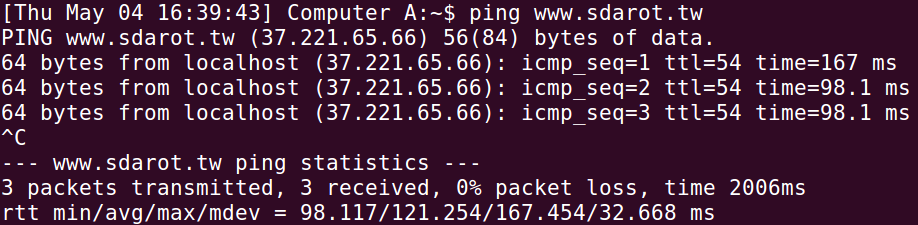 [Thu May 04 16:39:43] Computer A:~$ ping www.sdarot.tw
PING www.sdarot.tw (37.221.65.66) 56(84) bytes of data.
64 bytes from localhost (37.221.65.66): icmp_seq=1 ttl=54 time=167 ms
64 bytes from localhost (37.221.65.66): icmp_seq=2 ttl=54 time=98.1 ms
64 bytes from localhost (37.221.65.66): icmp_seq=3 ttl=54 time=98.1 ms
^C
--- www.sdarot.tw ping statistics ---
3 packets transmitted, 3 received, 0% packet loss, time 2006ms
rtt min/avg/max/mdev = 98.117/121.254/167.454/32.668 ms